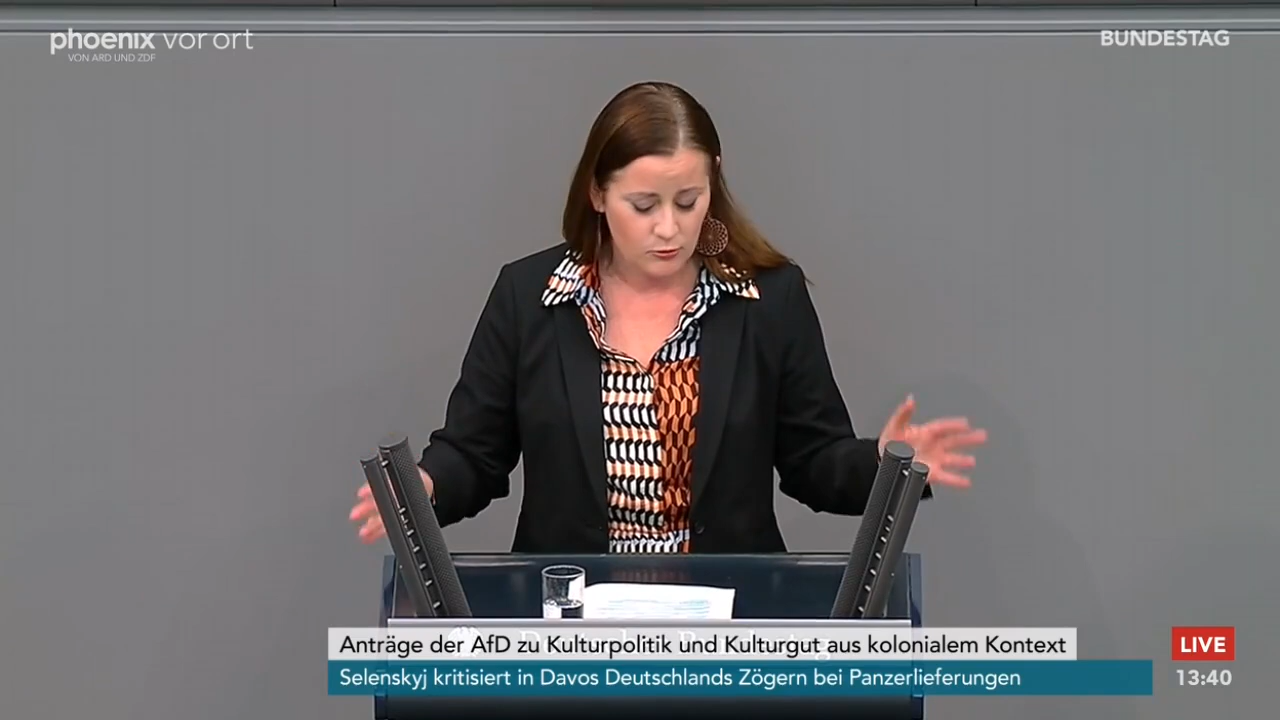 phoenix vor ort
VON ARD UND ZDF
BUNDESTAG
Anträge der AfD zu Kulturpolitik und Kulturgut aus kolonialem Kontext
LIVE
Selenskyj kritisiert in Davos Deutschlands Zögern bei Panzerlieferungen
13:40